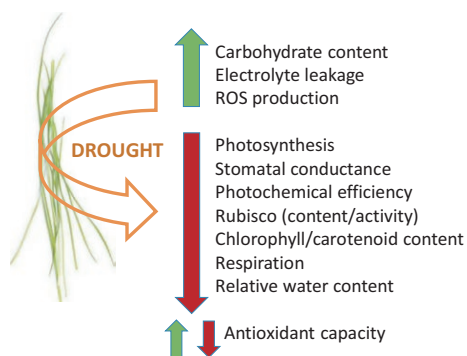 Carbohydrate content
Electrolyte leakage
ROS production
DROUGHT
Photosynthesis
Stomatal conductance
Photochemical efficiency
Rubisco (content/activity)
Chlorophyll/carotenoid content
Respiration
Relative water content
Antioxidant capacity